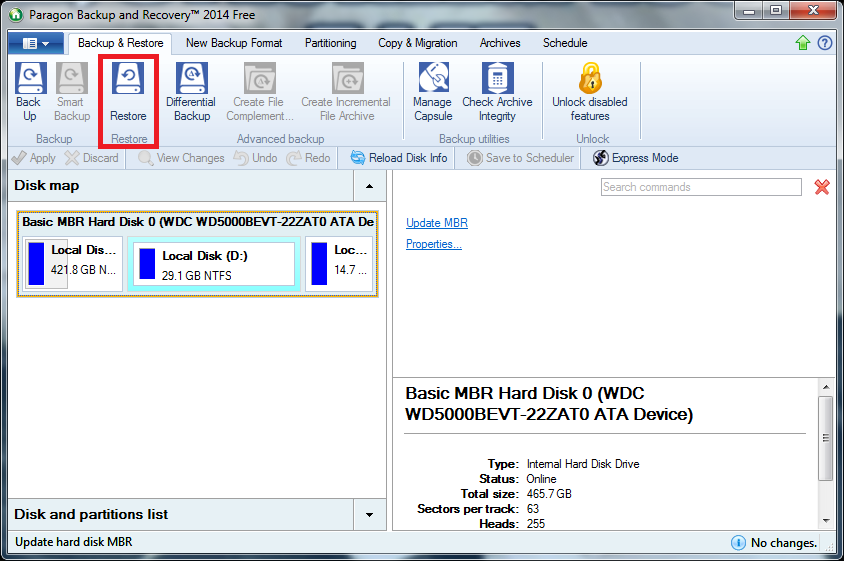 Paragon Backup and Recovery™ 2014 Free
Backup & Restore New Backup Format Partitioning Copy & Migration Archives Schedule
Back Up
Smart Backup
Restore
Differential Backup
Create File Complement...
Create Incremental File Archive
Manage Capsule
Check Archive Integrity
Unlock disabled features
Backup Restore Advanced backup Backup utilities Unlock
Apply Discard View Changes Undo Redo Reload Disk Info Save to Scheduler Express Mode
Disk map
Search commands
Basic MBR Hard Disk 0 (WDC WD5000BEVT-22ZAT0 ATA De
Local Dis...
421.8 GB N...
Local Disk (D:)
29.1 GB NTFS
Loc...
14.7 ...
Update MBR
Properties...
Basic MBR Hard Disk 0 (WDC
WD5000BEVT-22ZAT0 ATA Device)
Type: Internal Hard Disk Drive
Status: Online
Total size: 465.7 GB
Sectors per track: 63
Heads: 255
Disk and partitions list
Update hard disk MBR
No changes.